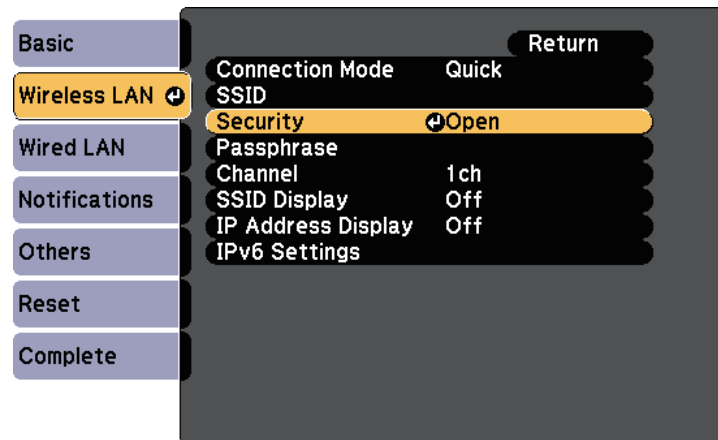 Basic
Wireless LAN
Wired LAN
Notifications
Others
Reset
Complete
Return
Connection Mode Quick
SSID
Security Open
Passphrase
Channel 1ch
SSID Display Off
IP Address Display Off
IPv6 Settings